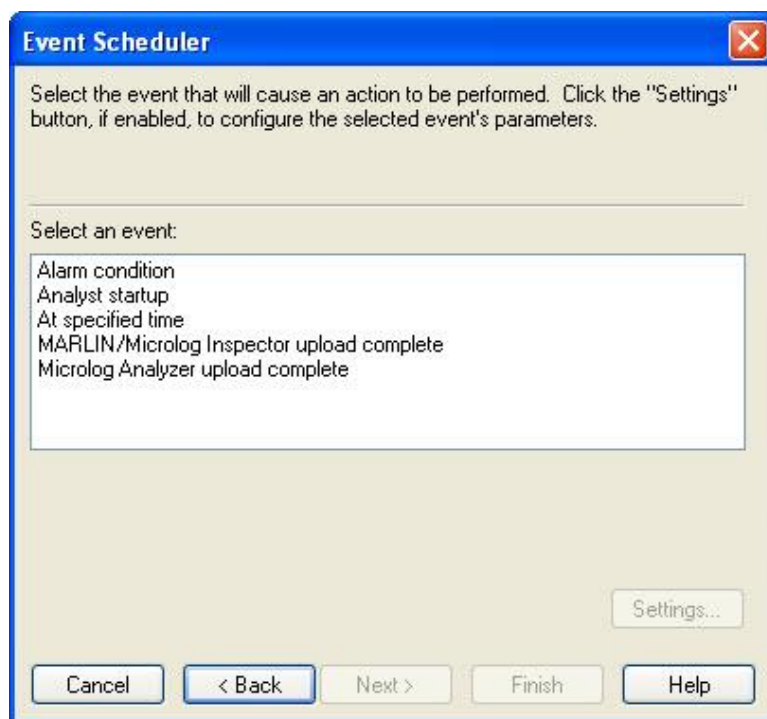 Event Scheduler
Select the event that will cause an action to be performed. Click the "Settings"
button, if enabled, to configure the selected event's parameters.
Select an event:
Alarm condition
Analyst startup
At specified time
MARLIN/Microlog Inspector upload complete
Microlog Analyzer upload complete
Settings...
Cancel
< Back
Next >
Finish
Help